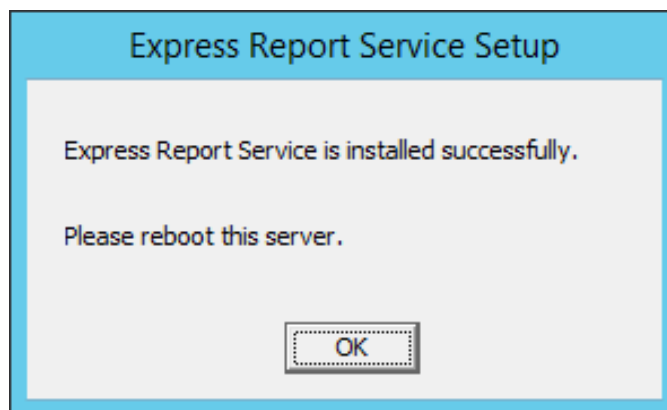 Express Report Service Setup
Express Report Service is installed successfully.
Please reboot this server.
OK